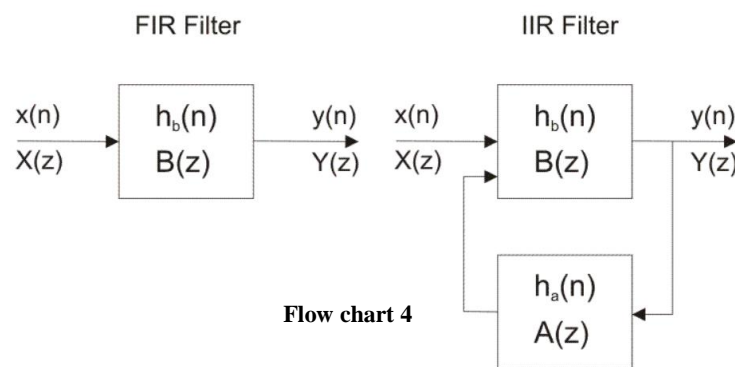 FIR Filter
IIR Filter
x(n)
X(z)
h_b(n)
B(z)
y(n)
Y(z)
x(n)
X(z)
h_b(n)
B(z)
y(n)
Y(z)
h_a(n)
A(z)
Flow chart 4